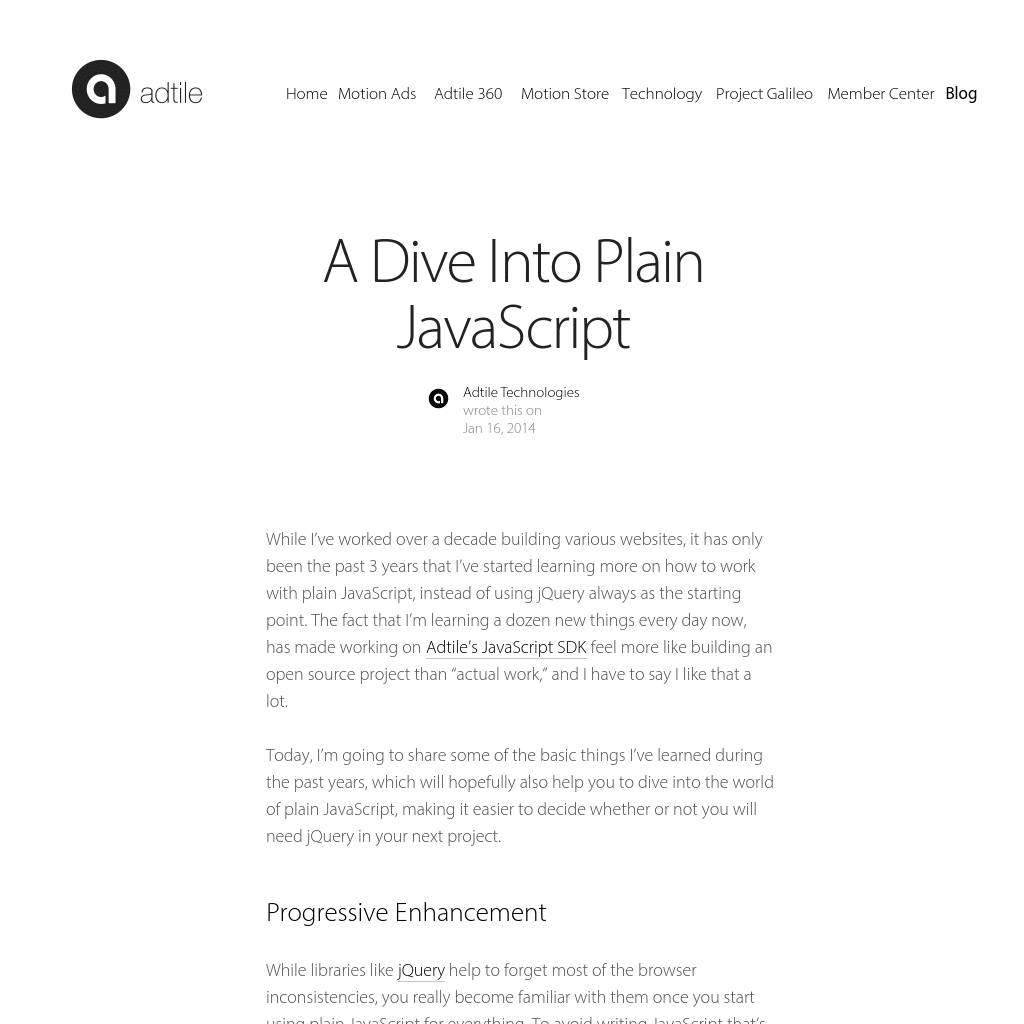 adtile
Home Motion Ads Adtile 360 Motion Store Technology Project Galileo Member Center Blog
A Dive Into Plain
JavaScript
Adtile Technologies
wrote this on
Jan 16, 2014
While I’ve worked over a decade building various websites, it has only
been the past 3 years that I’ve started learning more on how to work
with plain JavaScript, instead of using jQuery always as the starting
point. The fact that I’m learning a dozen new things every day now,
has made working on Adtile’s JavaScript SDK feel more like building an
open source project than “actual work,” and I have to say I like that a
lot.
Today, I’m going to share some of the basic things I’ve learned during
the past years, which will hopefully also help you to dive into the world
of plain JavaScript, making it easier to decide whether or not you will
need jQuery in your next project.
Progressive Enhancement
While libraries like jQuery help to forget most of the browser
inconsistencies, you really become familiar with them once you start
using plain JavaScript for everything. To avoid writing JavaScript that’s